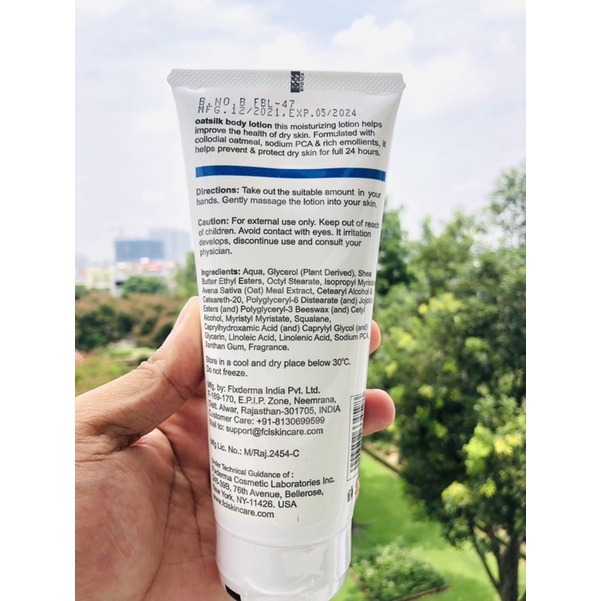 B.NO.B FBL-47
MFG.12/2021,EXP.05/2024
oatsilk body lotion this moisturizing lotion helps
improve the health of dry skin. Formulated with
collodial oatmeal, sodium PCA & rich emollients, it
helps prevent & protect dry skin for full 24 hours.
Directions: Take out the suitable amount in your
hands. Gently massage the lotion into your skin.
Caution: For external use only. Keep out of reach
of children. Avoid contact with eyes. It irritation
develops, discontinue use and consult your
physician.
Ingredients: Aqua, Glycerol (Plant Derived), Shea
Butter Ethyl Esters, Octyl Stearate, Isopropyl Myristate
Avena Sativa (Oat) Meal Extract, Cetearyl Alcohol &
Ceteareth-20, Polyglyceryl-6 Distearate (and) Jojoba
Esters (and) Polyglyceryl-3 Beeswax (and) Cetyl
Alcohol, Myristyl Myristate, Squalane,
Caprylhydroxamic Acid (and) Caprylyl Glycol (and)
Glycerin, Linoleic Acid, Linolenic Acid, Sodium PCA,
Xanthan Gum, Fragrance.
Store in a cool and dry place below 30°C.
Do not freeze.
Mfg. by: Fixderma India Pvt. Ltd.
F-169-170, E.P.I.P. Zone, Neemrana,
Distt. Alwar, Rajasthan-301705, INDIA
Customer Care: +91-8130699599
Mail to: support@fclskincare.com
Mfg Lic. No.: M/Raj.2454-C
Under Technical Guidance of :
Fixderma Cosmetic Laboratories Inc.
76th Avenue, Bellerose,
New York, NY-11426. USA
www.fclskincare.com